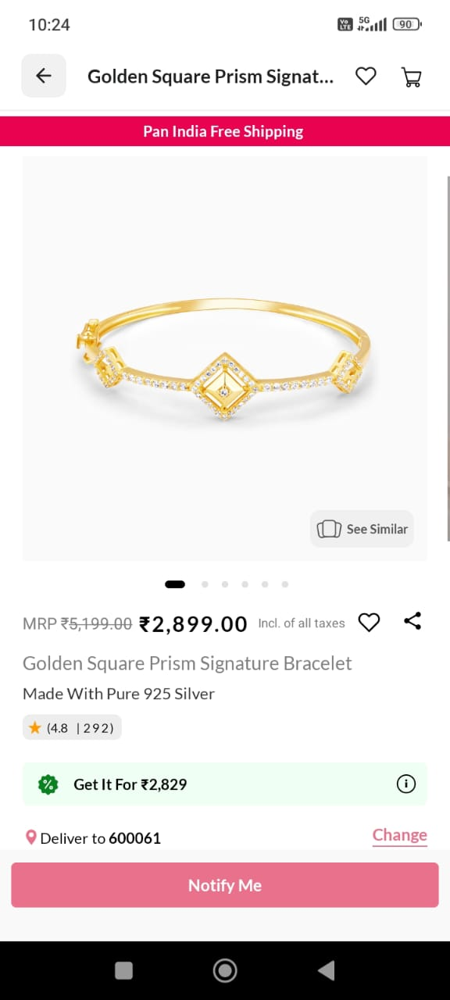 10:24
Vo LTE 5G 90
Golden Square Prism Signat...
Pan India Free Shipping
See Similar
MRP ₹5,199.00 ₹2,899.00 Incl. of all taxes
Golden Square Prism Signature Bracelet
Made With Pure 925 Silver
(4.8 | 292)
% Get It For ₹2,829
Deliver to 600061 Change
Notify Me